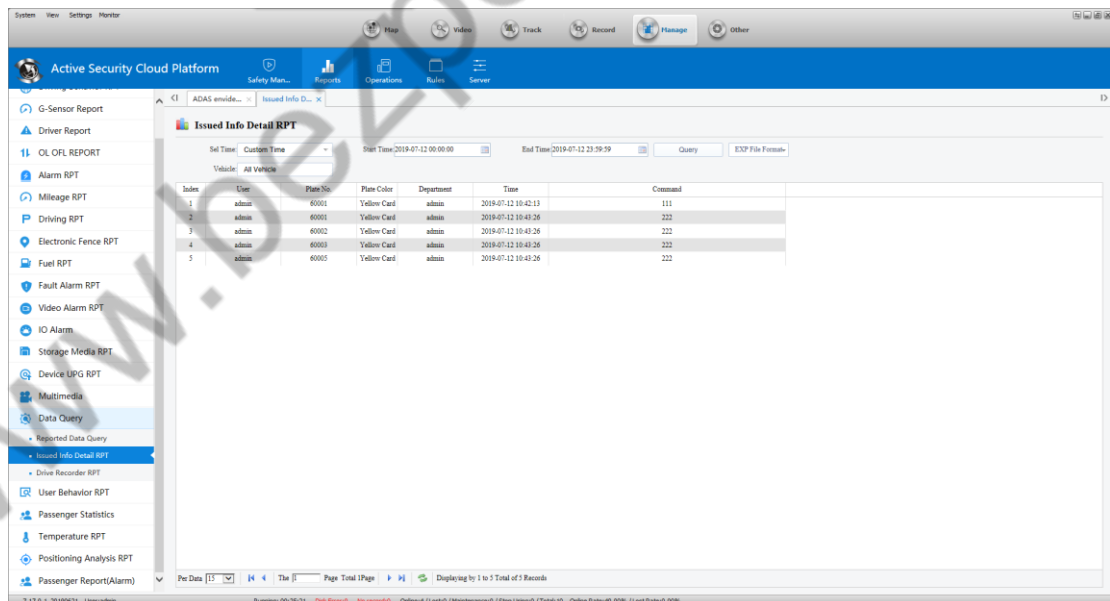 System View Settings Monitor
Map Video Track Record Manage Other
Active Security Cloud Platform
Safety Man... Reports Operations Rules Server
ADAS envide... × Issued Info D... ×
G-Sensor Report
Driver Report
OL OFL REPORT
Alarm RPT
Mileage RPT
Driving RPT
Electronic Fence RPT
Fuel RPT
Fault Alarm RPT
Video Alarm RPT
IO Alarm
Storage Media RPT
Device UPG RPT
Multimedia
Data Query
Reported Data Query
Issued Info Detail RPT
Drive Recorder RPT
User Behavior RPT
Passenger Statistics
Temperature RPT
Positioning Analysis RPT
Passenger Report(Alarm)
Issued Info Detail RPT
Sel Time: Custom Time Start Time: 2019-07-12 00:00:00 End Time: 2019-07-12 23:59:59 Query EXP File Format
Vehicle: All Vehicle
Index User Plate No. Plate Color Department Time Command
1 admin 60001 Yellow Card admin 2019-07-12 10:42:13 111
2 admin 60001 Yellow Card admin 2019-07-12 10:43:26 222
3 admin 60002 Yellow Card admin 2019-07-12 10:43:26 222
4 admin 60003 Yellow Card admin 2019-07-12 10:43:26 222
5 admin 60005 Yellow Card admin 2019-07-12 10:43:26 222
Per Data 15 The 1 Page Total 1Page Displaying by 1 to 5 Total of 5 Records